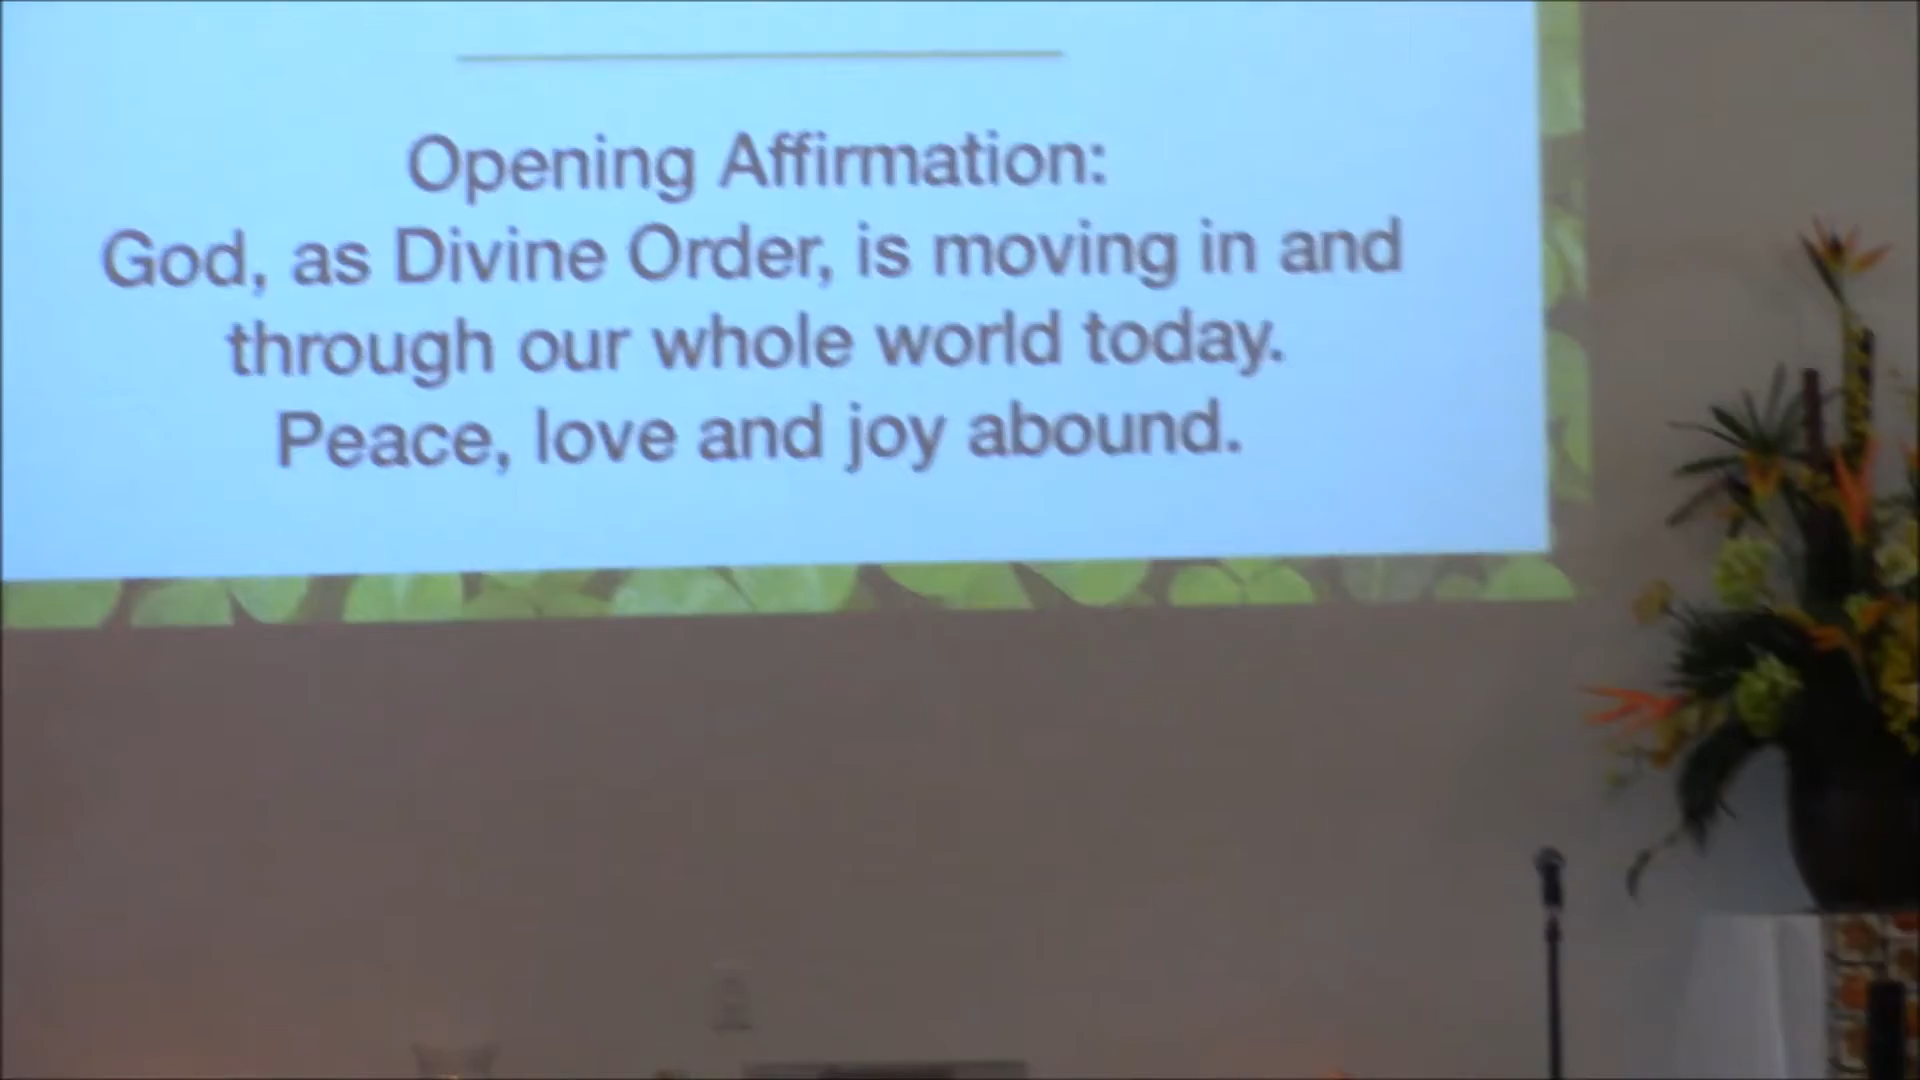 Opening Affirmation:
God, as Divine Order, is moving in and
through our whole world today.
Peace, love and joy abound.